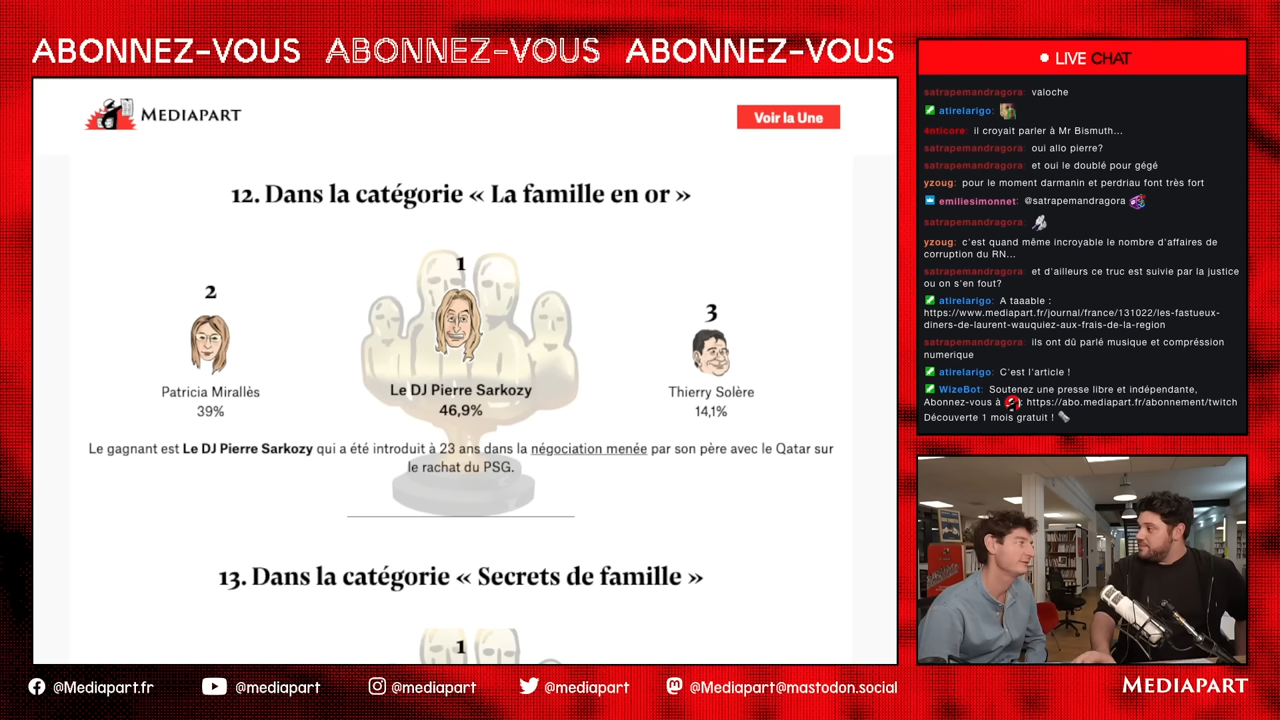 ABONNEZ-VOUS ABONNEZ-VOUS ABONNEZ-VOUS
MEDIAPART
Voir la Une
12. Dans la catégorie « La famille en or »
1
2
3
Patricia Mirallès
39%
Le DJ Pierre Sarkozy
46,9%
Thierry Solère
14,1%
Le gagnant est Le DJ Pierre Sarkozy qui a été introduit à 23 ans dans la négociation menée par son père avec le Qatar sur
le rachat du PSG.
13. Dans la catégorie « Secrets de famille »
1
LIVE CHAT
satrapemandragora: valoche
atirelarigo:
4nticore: il croyait parler à Mr Bismuth...
satrapemandragora: oui allo pierre?
satrapemandragora: et oui le doublé pour gégé
yzoug: pour le moment darmanin et perdriau font très fort
emiliesimonnet: @satrapemandragora
satrapemandragora:
yzoug: c'est quand même incroyable le nombre d'affaires de
corruption du RN...
satrapemandragora: et d'ailleurs ce truc est suivie par la justice
ou on s'en fout?
atirelarigo: A taaable :
https://www.mediapart.fr/journal/france/131022/les-fastueux-
diners-de-laurent-wauquiez-aux-frais-de-la-region
satrapemandragora: ils ont dû parlé musique et compréssion
numerique
atirelarigo: C'est l'article !
WizeBot: Soutenez une presse libre et indépendante,
Abonnez-vous à : https://abo.mediapart.fr/abonnement/twitch
Découverte 1 mois gratuit !
@Mediapart.fr
@mediapart
@mediapart
@mediapart
@Mediapart@mastodon.social
MEDIAPART